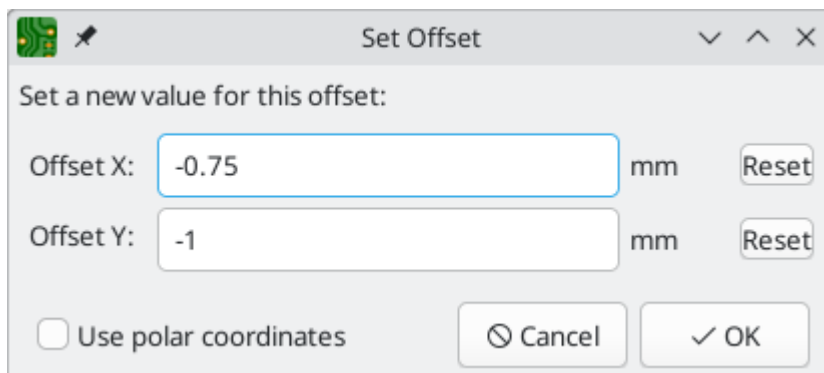 Set Offset
Set a new value for this offset:
Offset X: -0.75 mm Reset
Offset Y: -1 mm Reset
Use polar coordinates Cancel OK